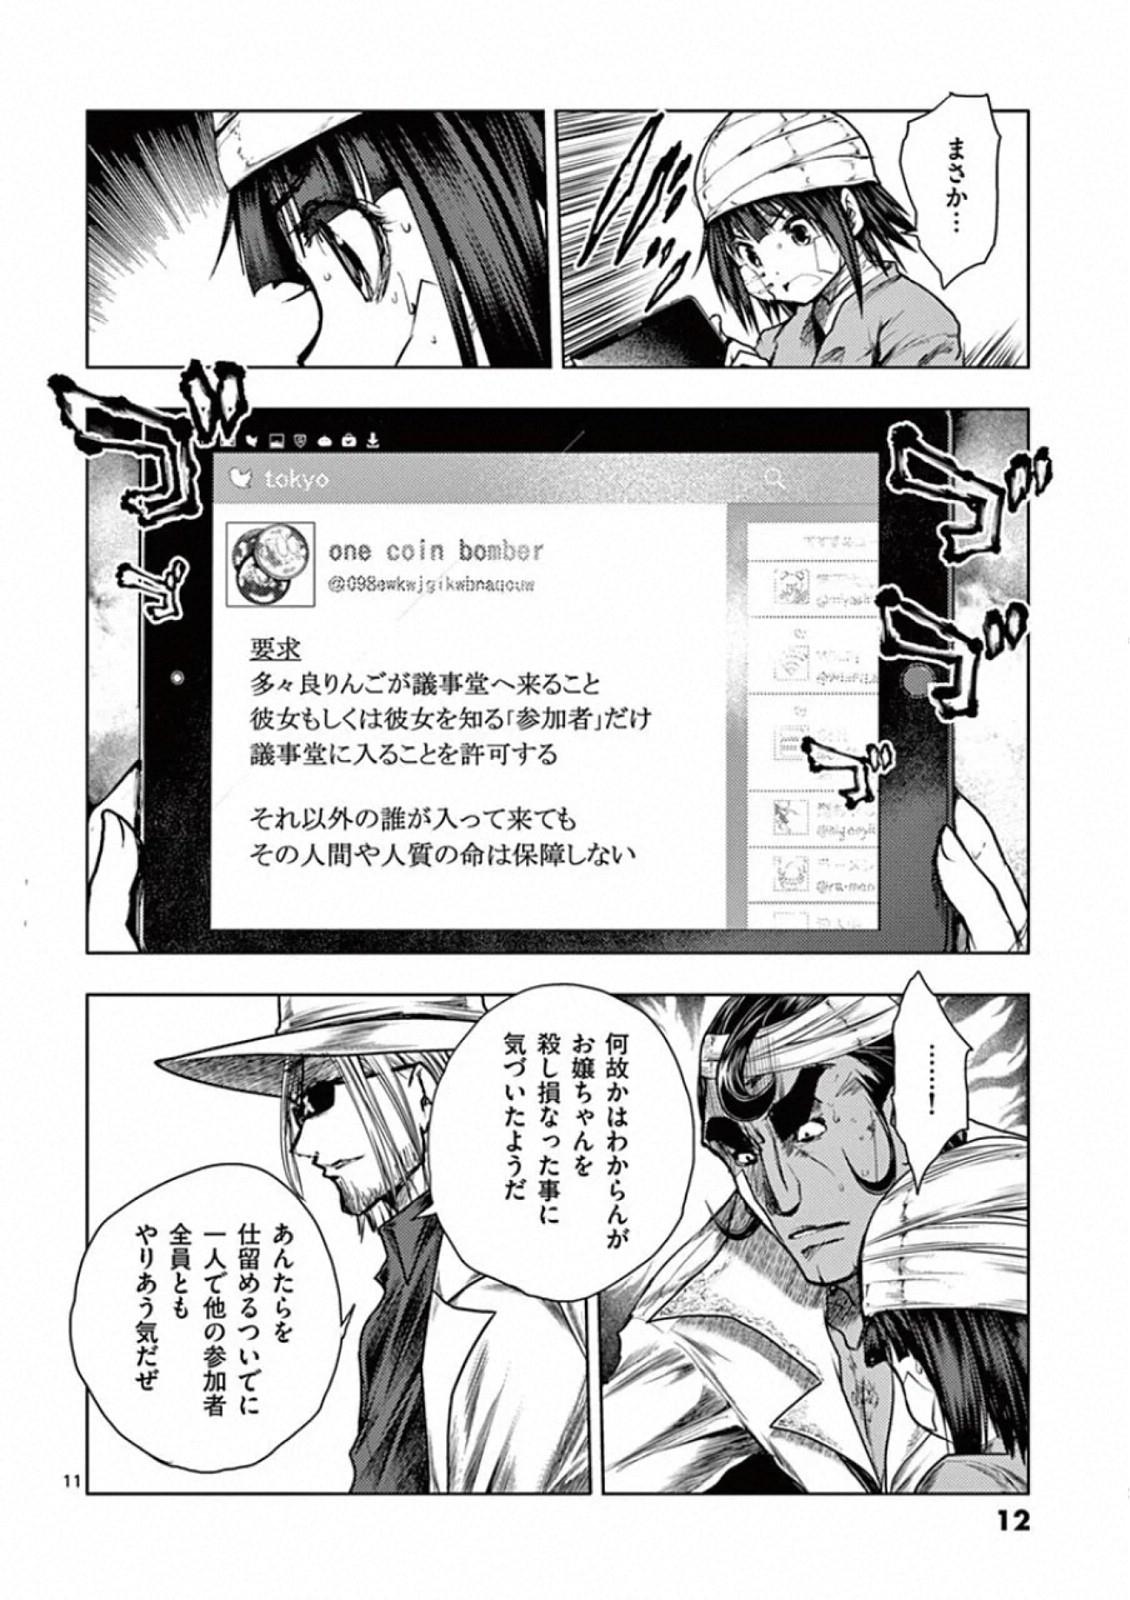 まさか…
ゴ
ゴ
ゴ
ゴ
ゴ
tokyo
one coin bomber
要求
多々良りんごが議事堂へ来ること
彼女もしくは彼女を知る「参加者」だけ
議事堂に入ることを許可する
それ以外の誰が入って来ても
その人間や人質の命は保障しない
……！
何故かはわからんが
お嬢ちゃんを
殺し損なった事に
気づいたようだ
あんたらを
仕留めるついでに
一人で他の参加者
全員とも
やりあう気だぜ
11
12